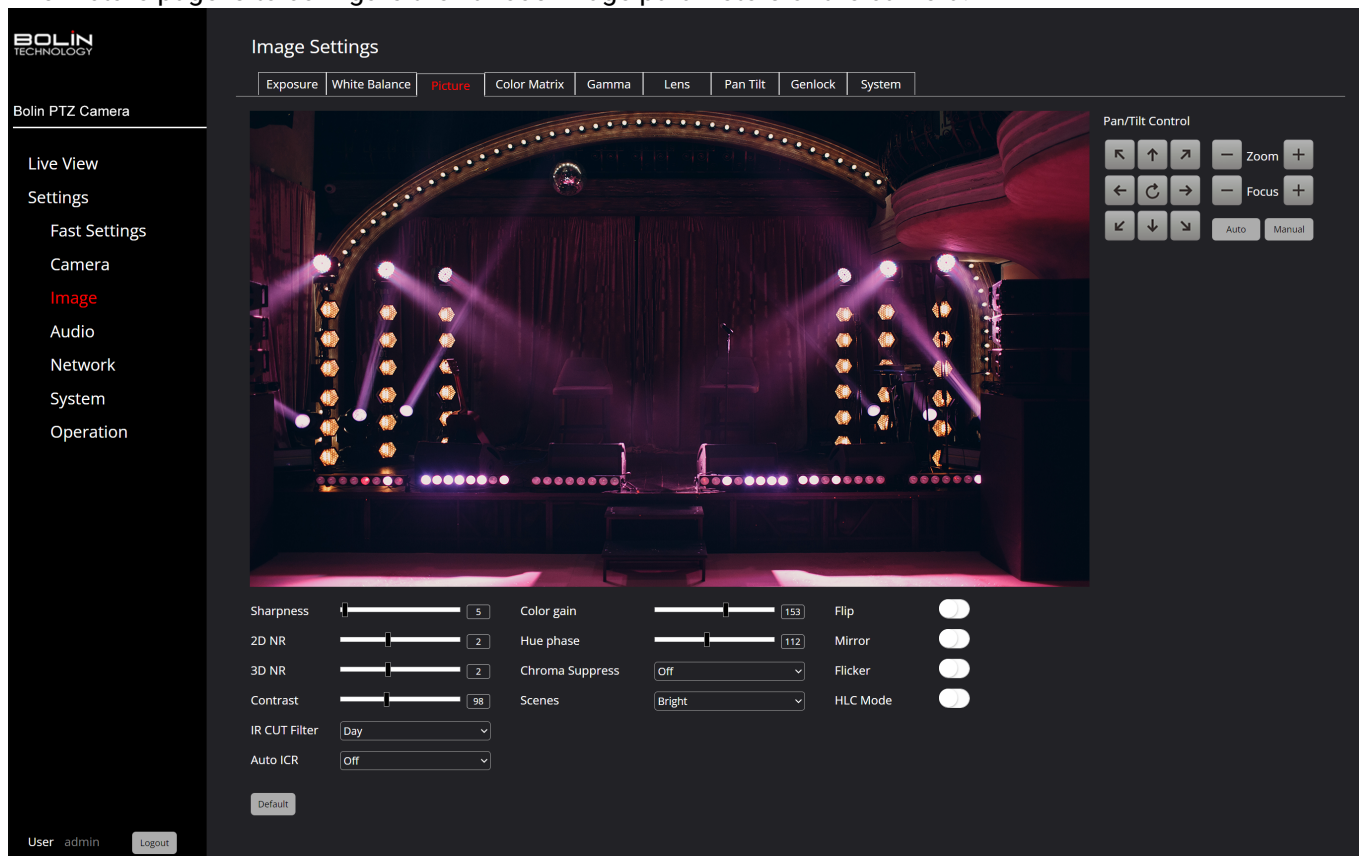 BOLIN
TECHNOLOGY
Bolin PTZ Camera
Live View
Settings
Fast Settings
Camera
Image
Audio
Network
System
Operation
User admin Logout
Image Settings
Exposure White Balance Picture Color Matrix Gamma Lens Pan Tilt Genlock System
Pan/Tilt Control
Zoom
Focus
Auto Manual
Sharpness 5 Color gain 153 Flip
2D NR 2 Hue phase 112 Mirror
3D NR 2 Chroma Suppress Off Flicker
Contrast 98 Scenes Bright HLC Mode
IR CUT Filter Day
Auto ICR Off
Default